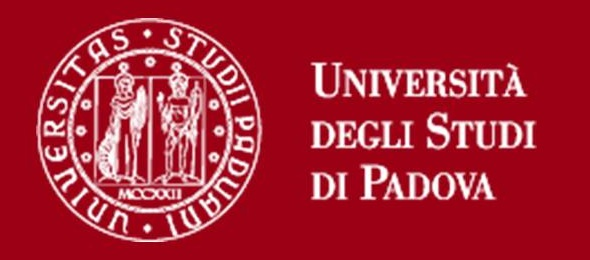 UNIVERSITAS · STUDII PADUANI ·
MCCXXII
UNIVERSITÀ
DEGLI STUDI
DI PADOVA